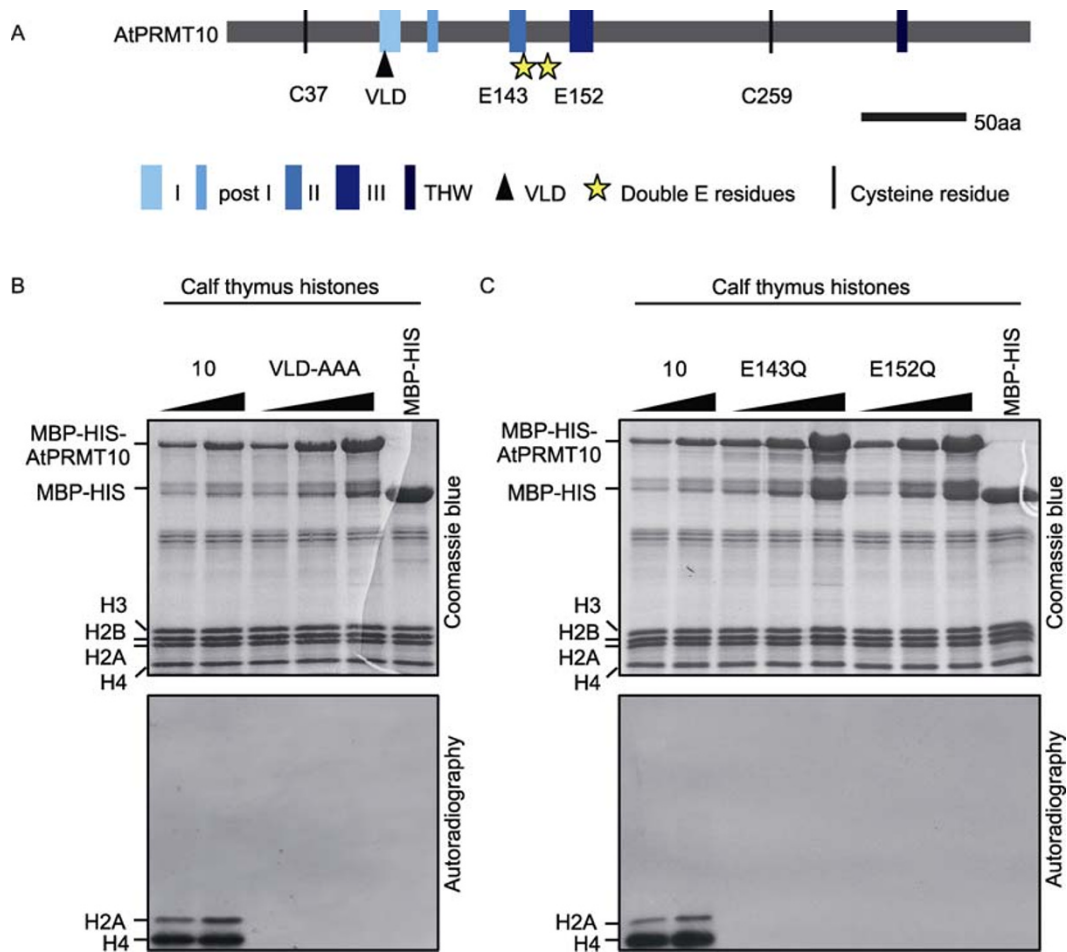 A
AtPRMT10
C37 VLD E143 E152 C259
50aa
I post I II III THW VLD Double E residues Cysteine residue
B
Calf thymus histones
10 VLD-AAA MBP-HIS
MBP-HIS-
AtPRMT10
MBP-HIS
H3
H2B
H2A
H4
Coomassie blue
H2A
H4
Autoradiography
C
Calf thymus histones
10 E143Q E152Q MBP-HIS
MBP-HIS-
AtPRMT10
MBP-HIS
H3
H2B
H2A
H4
Coomassie blue
H2A
H4
Autoradiography